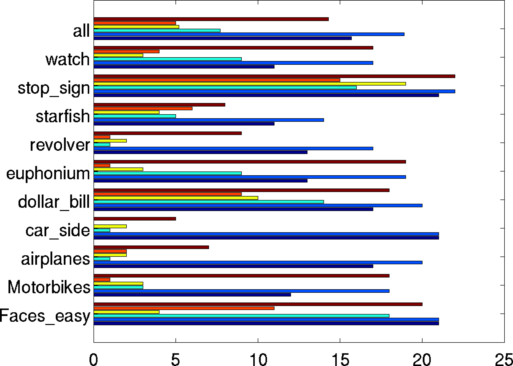 all
watch
stop_sign
starfish
revolver
euphonium
dollar_bill
car_side
airplanes
Motorbikes
Faces_easy
0 5 10 15 20 25